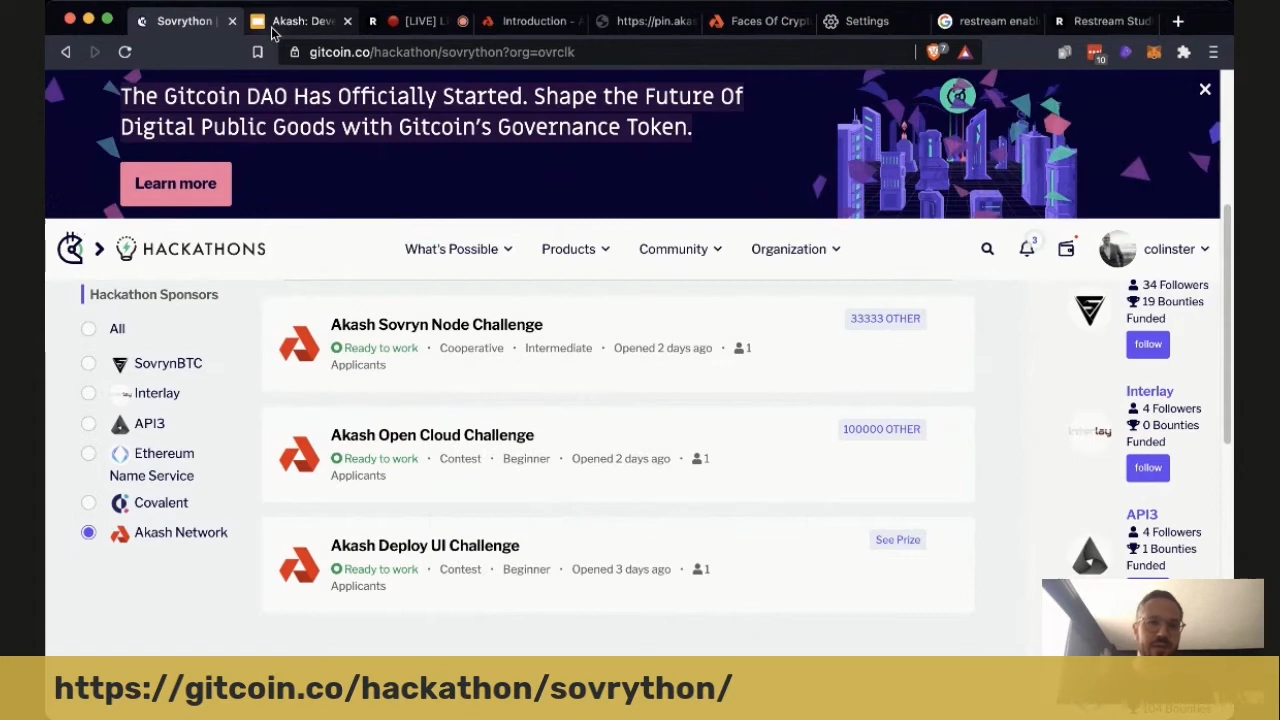 Sovrython
Akash: Deve
R
[LIVE] L
Introduction - A
https://pin.akas
Faces Of Crypt
Settings
restream enabl
R
Restream Stud
gitcoin.co/hackathon/sovrython?org=ovrclk
7
10
The Gitcoin DAO Has Officially Started. Shape the Future Of
Digital Public Goods with Gitcoin's Governance Token.
Learn more
HACKATHONS
What's Possible
Products
Community
Organization
3
colinster
Hackathon Sponsors
All
SovrynBTC
Interlay
API3
Ethereum
Name Service
Covalent
Akash Network
Akash Sovryn Node Challenge
33333 OTHER
Ready to work · Cooperative · Intermediate · Opened 2 days ago · 1
Applicants
Akash Open Cloud Challenge
100000 OTHER
Ready to work · Contest · Beginner · Opened 2 days ago · 1
Applicants
Akash Deploy UI Challenge
See Prize
Ready to work · Contest · Beginner · Opened 3 days ago · 1
Applicants
34 Followers
19 Bounties
Funded
follow
Interlay
interlay
4 Followers
0 Bounties
Funded
follow
API3
4 Followers
1 Bounties
Funded
https://gitcoin.co/hackathon/sovrython/